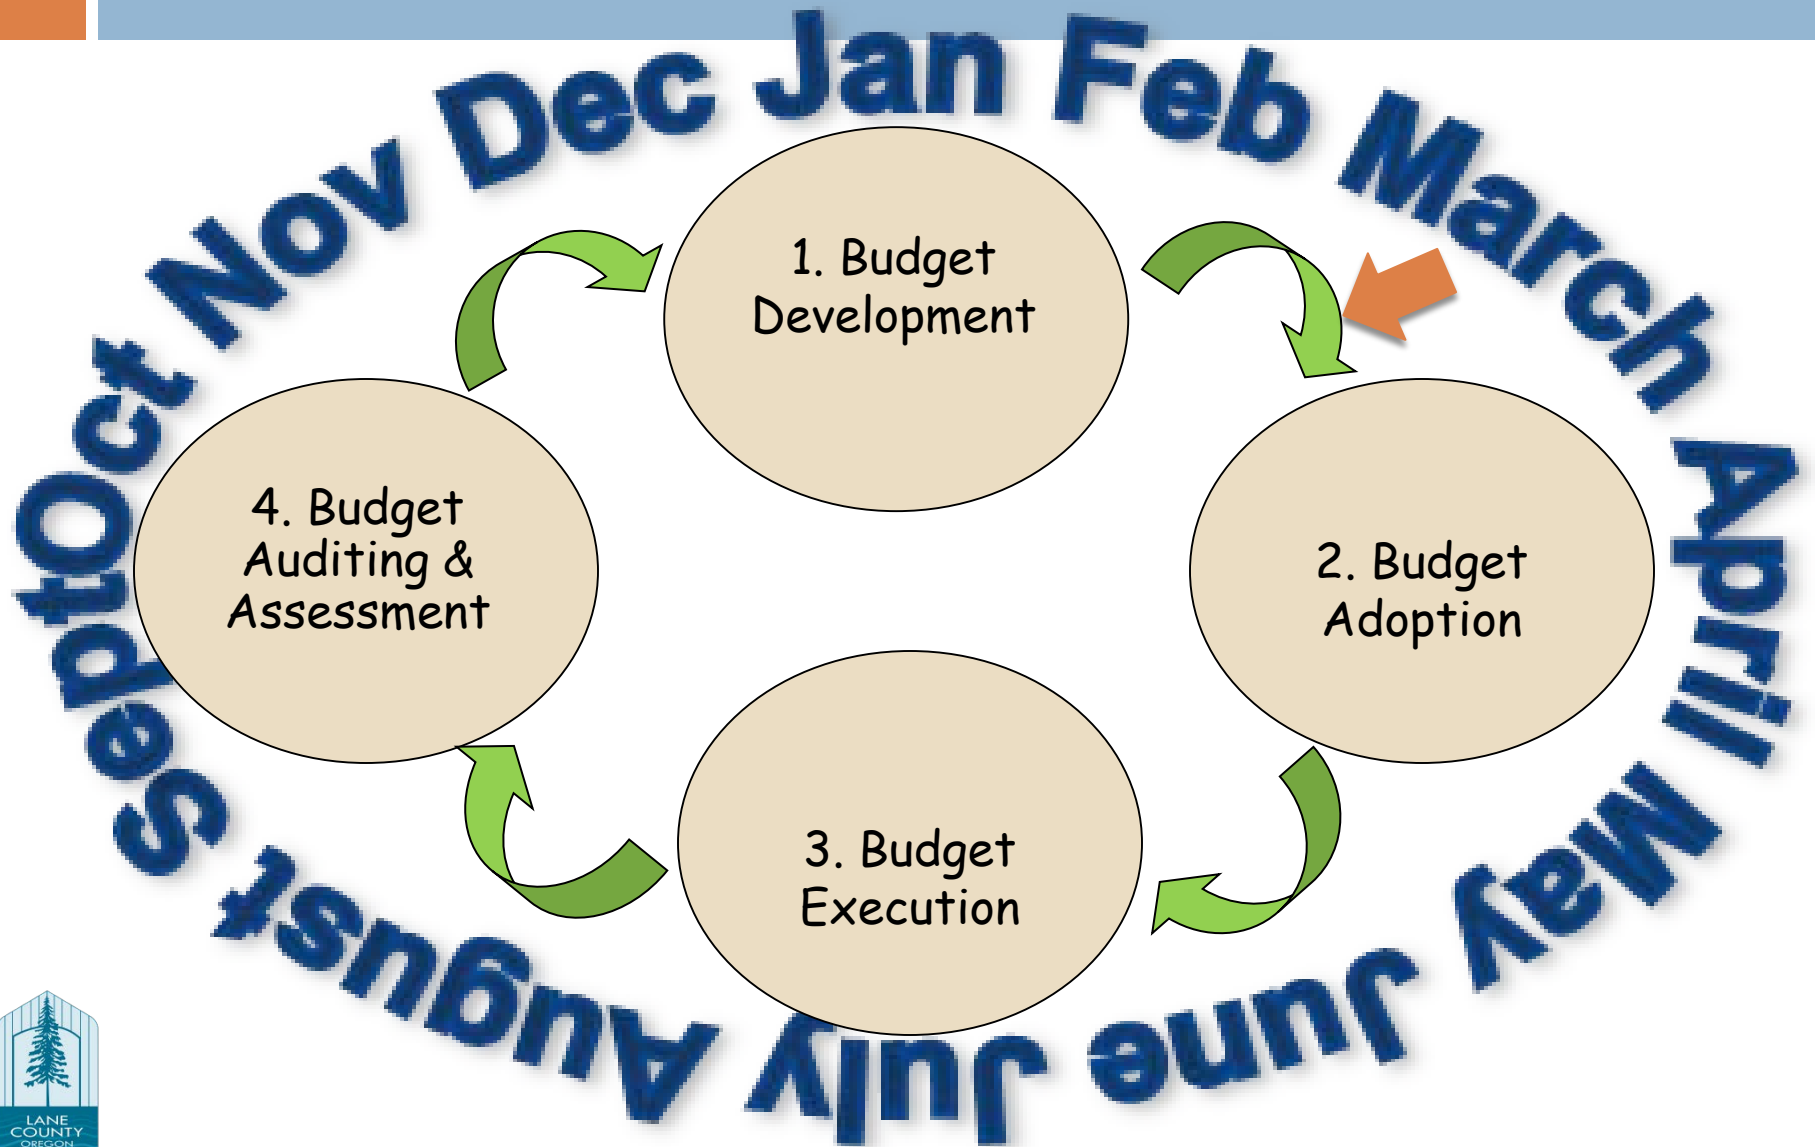 Jan Feb March April May June July August Sept Oct Nov Dec
1. Budget
Development
2. Budget
Adoption
3. Budget
Execution
4. Budget
Auditing &
Assessment
LANE
COUNTY
OREGON